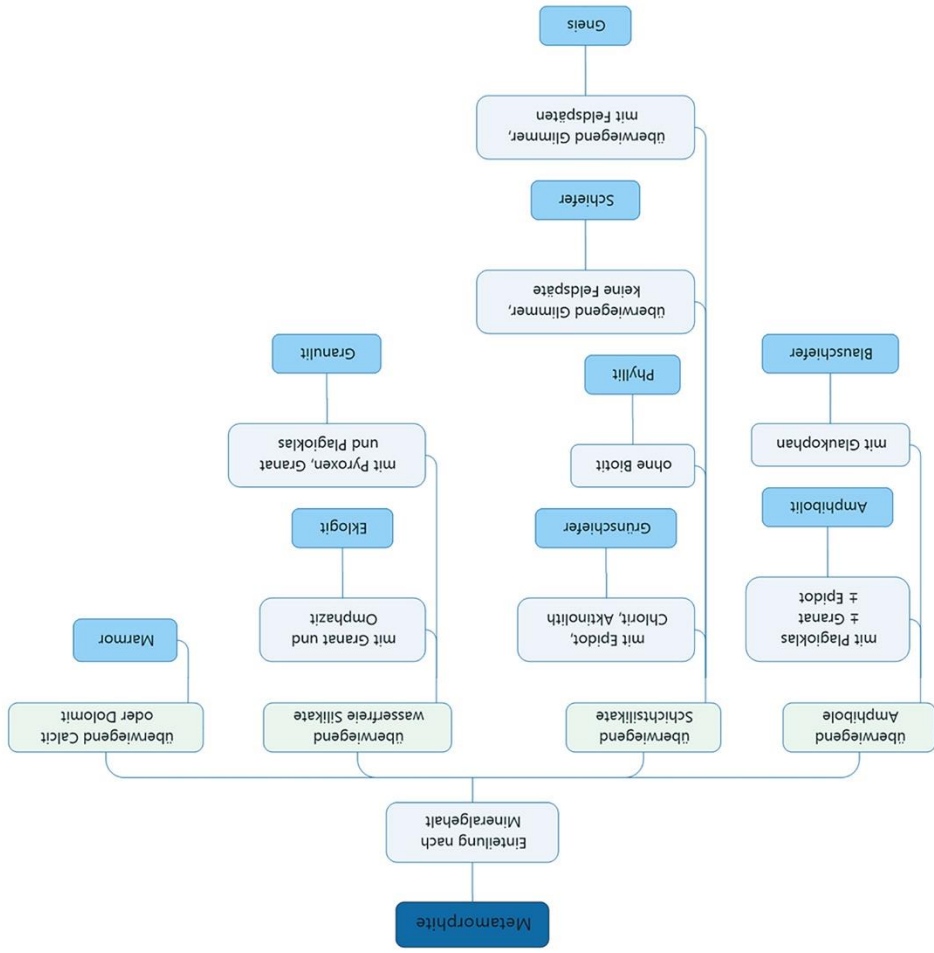 Metamorphite
Einteilung nach
Mineralgehalt
überwiegend
Amphibole
mit Plagioklas
± Granat
± Epidot
Amphibolit
mit Glaukophan
Blauschiefer
überwiegend
Schichtsilikate
mit Epidot,
Chlorit, Aktinolith
Grünschiefer
ohne Biotit
Phyllit
überwiegend Glimmer,
keine Feldspäte
Schiefer
überwiegend Glimmer,
mit Feldspäten
Gneis
überwiegend
wasserfreie Silikate
mit Granat und
Omphazit
Eklogit
mit Pyroxen, Granat
und Plagioklas
Granulit
überwiegend Calcit
oder Dolomit
Marmor